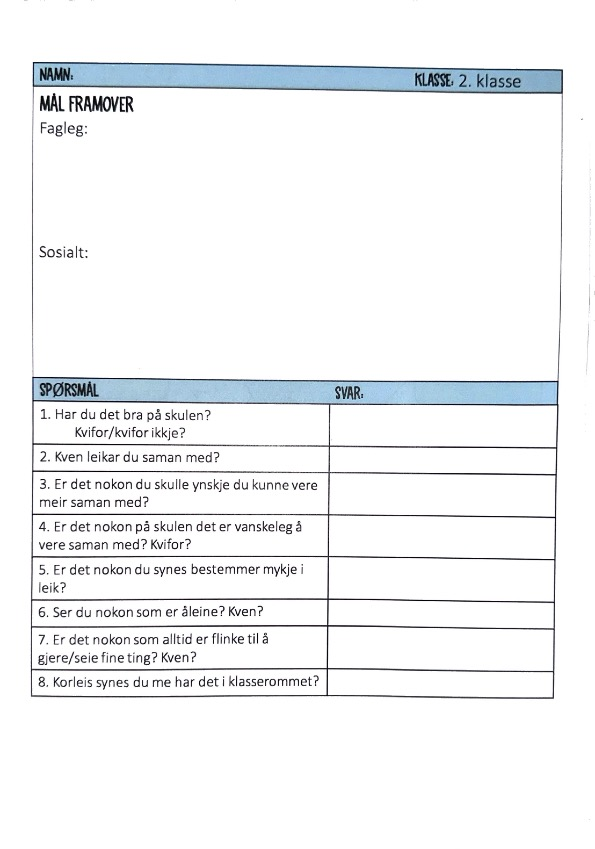 NAMN: KLASSE: 2. klasse
MÅL FRAMOVER
Fagleg:
Sosialt:
SPØRSMÅL SVAR:
1. Har du det bra på skulen?
Kvifor/kvifor ikkje?
2. Kven leikar du saman med?
3. Er det nokon du skulle ynskje du kunne vere
meir saman med?
4. Er det nokon på skulen det er vanskeleg å
vere saman med? Kvifor?
5. Er det nokon du synes bestemmer mykje i
leik?
6. Ser du nokon som er åleine? Kven?
7. Er det nokon som alltid er flinke til å
gjere/seie fine ting? Kven?
8. Korleis synes du me har det i klasserommet?